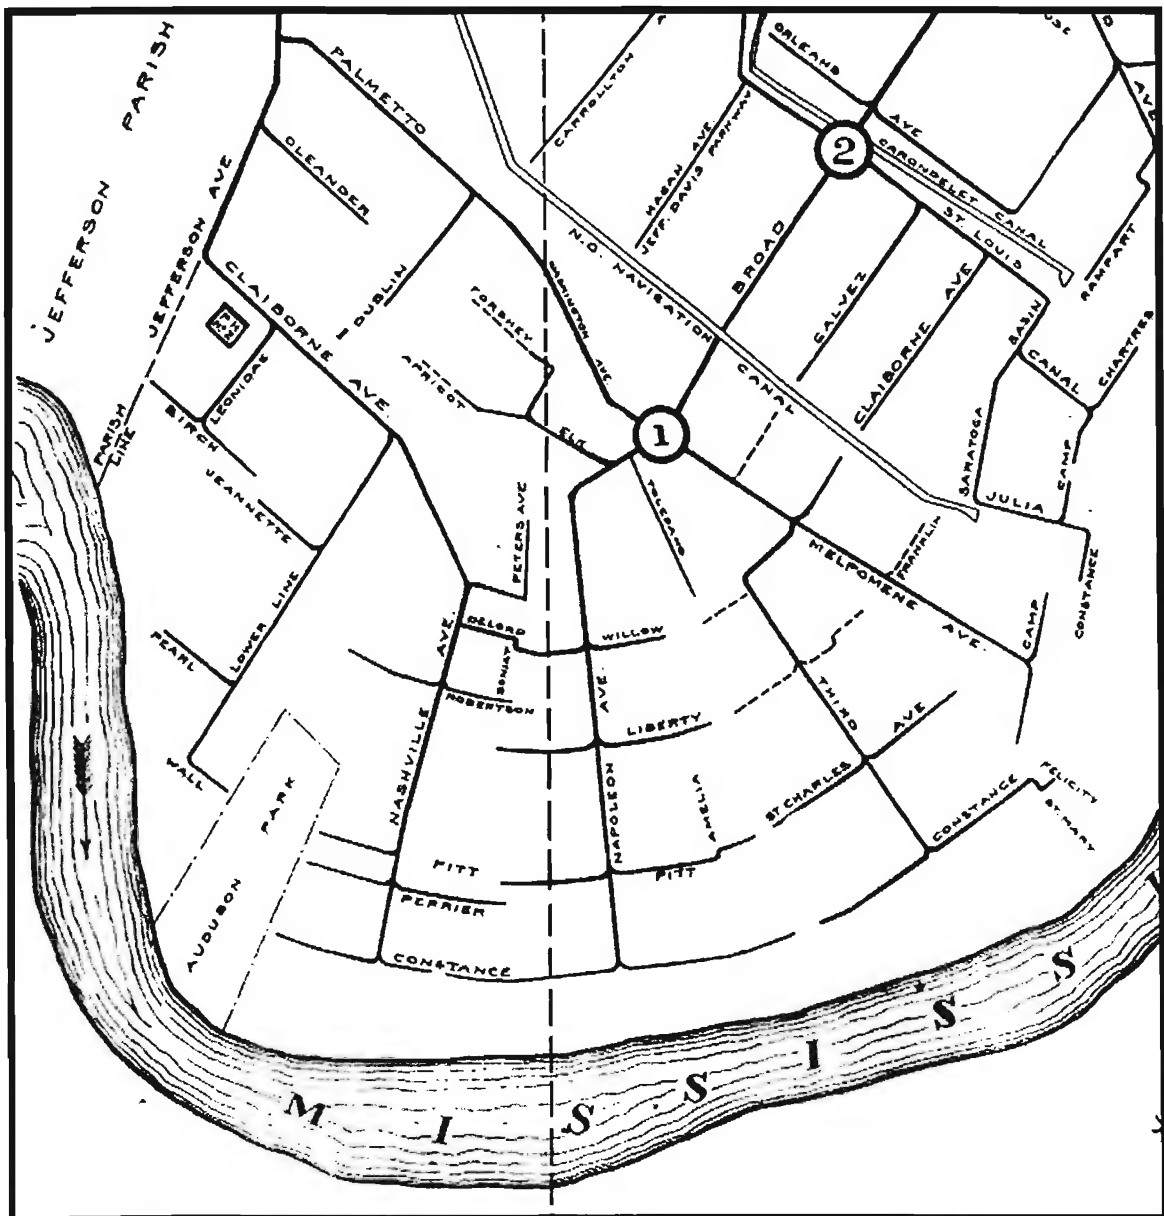 JEFFERSON PARISH
PALMETTO
OLEANDER
JEFFERSON AVE
CLAIBORNE AVE
DUBLIN
CARROLLTON
ORLEANS AVE
HAGAN AVE.
JEFF. DAVIS PARKWAY
2
CARONDELET CANAL
ST. LOUIS
BROAD
N.O. NAVIGATION CANAL
GALVEZ
CLAIBORNE AVE
BASIN
RAMPART
CANAL
CHARTRES
FORSHEY
APRICOT
WASHINGTON AVE.
ELK
1
PARISH LINE
BIRCH
LEONIDAS
JEANNETTE
PETERS AVE
TOLEDANO
SARATOGA
JULIA
CAMP
FRANKLIN
MELPOMENE AVE.
CAMP
CONSTANCE
PEARL
LOWER LINE
DELORD
WILLOW
SONIAT
ROBERTSON
NASHVILLE AVE.
LIBERTY
NAPOLEON AVE
THIRD
ST CHARLES AVE
WALL
AUDUBON PARK
PITT
AMELIA
PITT
PERRIER
CONSTANCE
CONSTANCE
FELICITY
ST. MARY
M I S S I S S